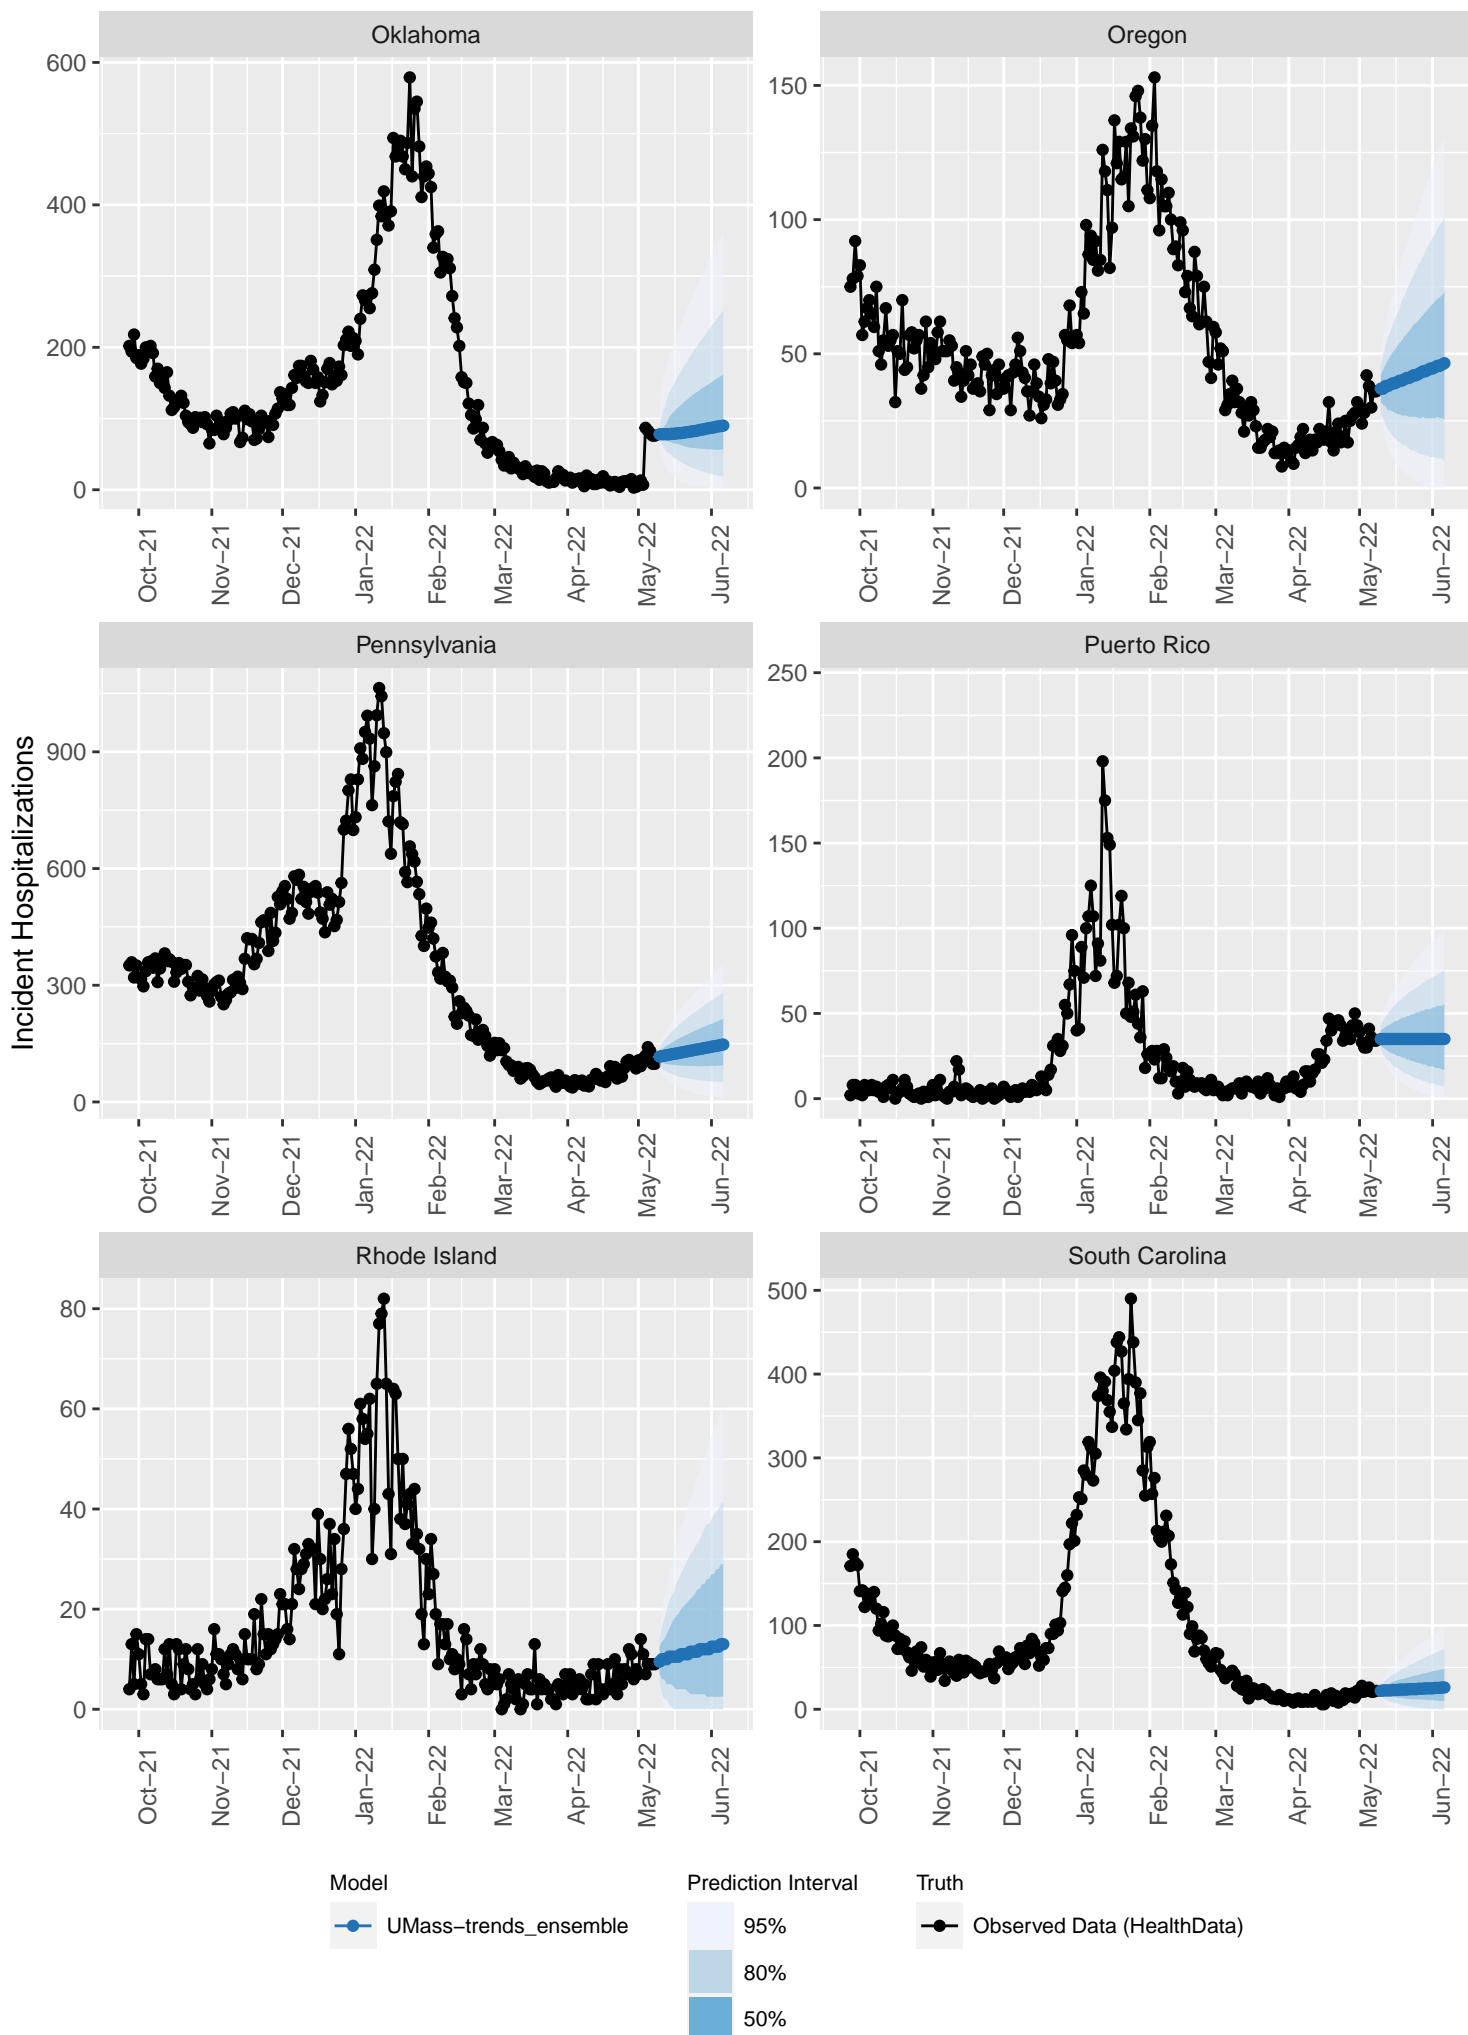 Oklahoma
Oregon
600
400
200
0
150
100
50
0
Oct−21
Nov−21
Dec−21
Jan−22
Feb−22
Mar−22
Apr−22
May−22
Jun−22
Oct−21
Nov−21
Dec−21
Jan−22
Feb−22
Mar−22
Apr−22
May−22
Jun−22
Pennsylvania
Puerto Rico
Incident Hospitalizations
900
600
300
0
250
200
150
100
50
0
Oct−21
Nov−21
Dec−21
Jan−22
Feb−22
Mar−22
Apr−22
May−22
Jun−22
Oct−21
Nov−21
Dec−21
Jan−22
Feb−22
Mar−22
Apr−22
May−22
Jun−22
Rhode Island
South Carolina
80
60
40
20
0
500
400
300
200
100
0
Oct−21
Nov−21
Dec−21
Jan−22
Feb−22
Mar−22
Apr−22
May−22
Jun−22
Oct−21
Nov−21
Dec−21
Jan−22
Feb−22
Mar−22
Apr−22
May−22
Jun−22
Model
UMass−trends_ensemble
Prediction Interval
95%
80%
50%
Truth
Observed Data (HealthData)